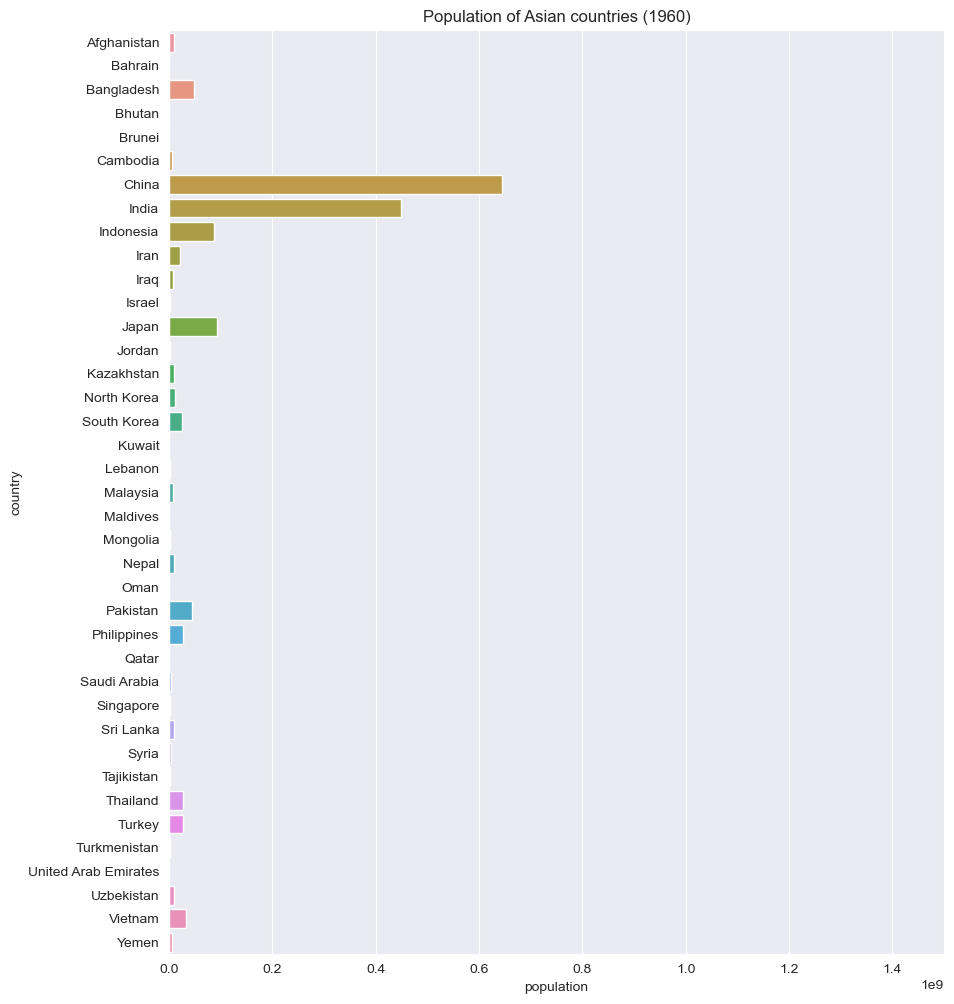 Population of Asian countries (1960)
Afghanistan
Bahrain
Bangladesh
Bhutan
Brunei
Cambodia
China
India
Indonesia
Iran
Iraq
Israel
Japan
Jordan
Kazakhstan
North Korea
South Korea
Kuwait
Lebanon
Malaysia
Maldives
Mongolia
Nepal
Oman
Pakistan
Philippines
Qatar
Saudi Arabia
Singapore
Sri Lanka
Syria
Tajikistan
Thailand
Turkey
Turkmenistan
United Arab Emirates
Uzbekistan
Vietnam
Yemen
country
0.0 0.2 0.4 0.6 0.8 1.0 1.2 1.4
population
1e9